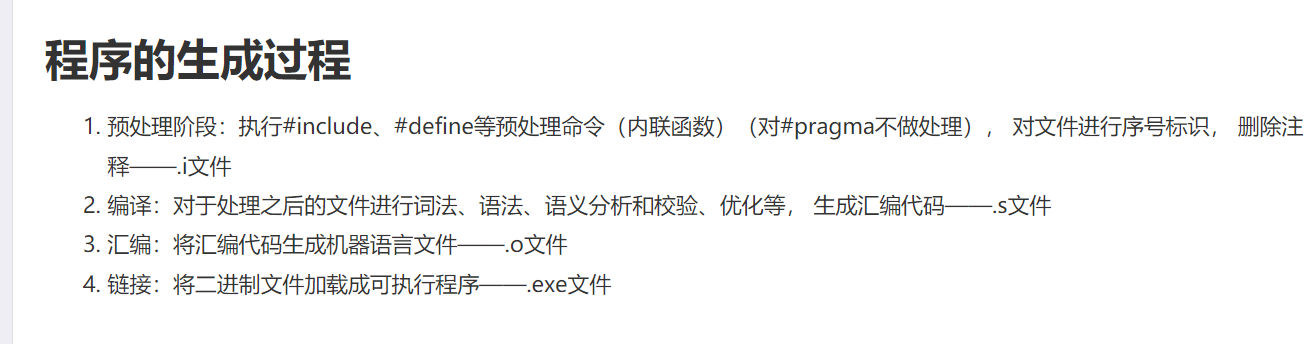 程序的生成过程
1. 预处理阶段：执行#include、#define等预处理命令（内联函数）（对#pragma不做处理）， 对文件进行序号标识， 删除注
释——.i文件
2. 编译：对于处理之后的文件进行词法、语法、语义分析和校验、优化等， 生成汇编代码——.s文件
3. 汇编：将汇编代码生成机器语言文件——.o文件
4. 链接：将二进制文件加载成可执行程序——.exe文件